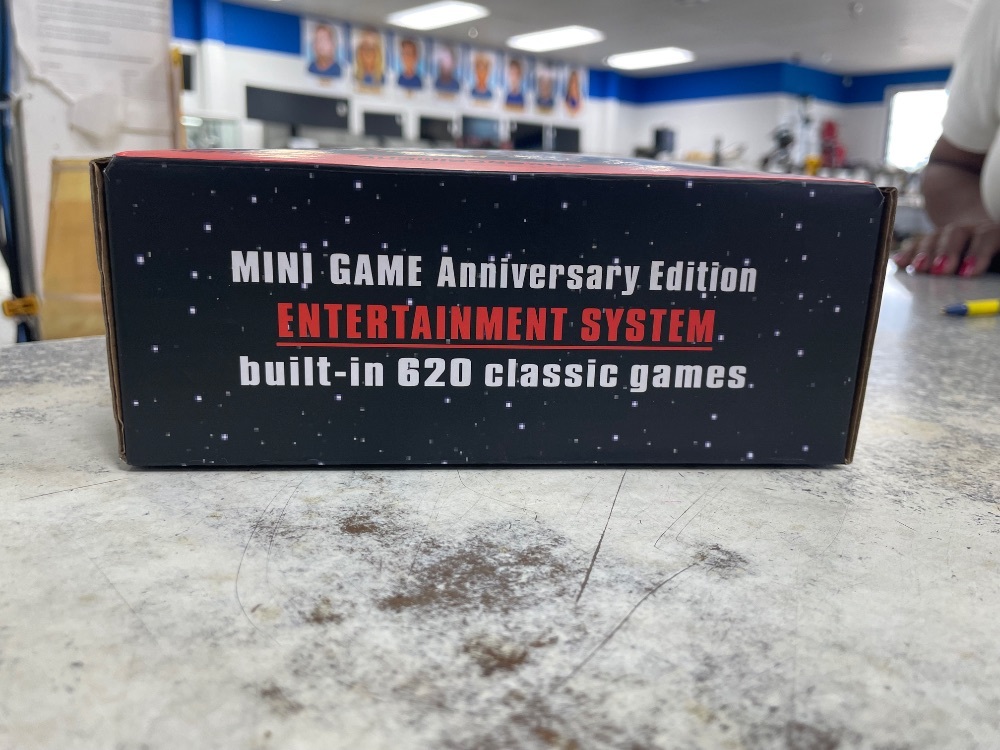 MINI GAME Anniversary Edition
ENTERTAINMENT SYSTEM
built-in 620 classic games